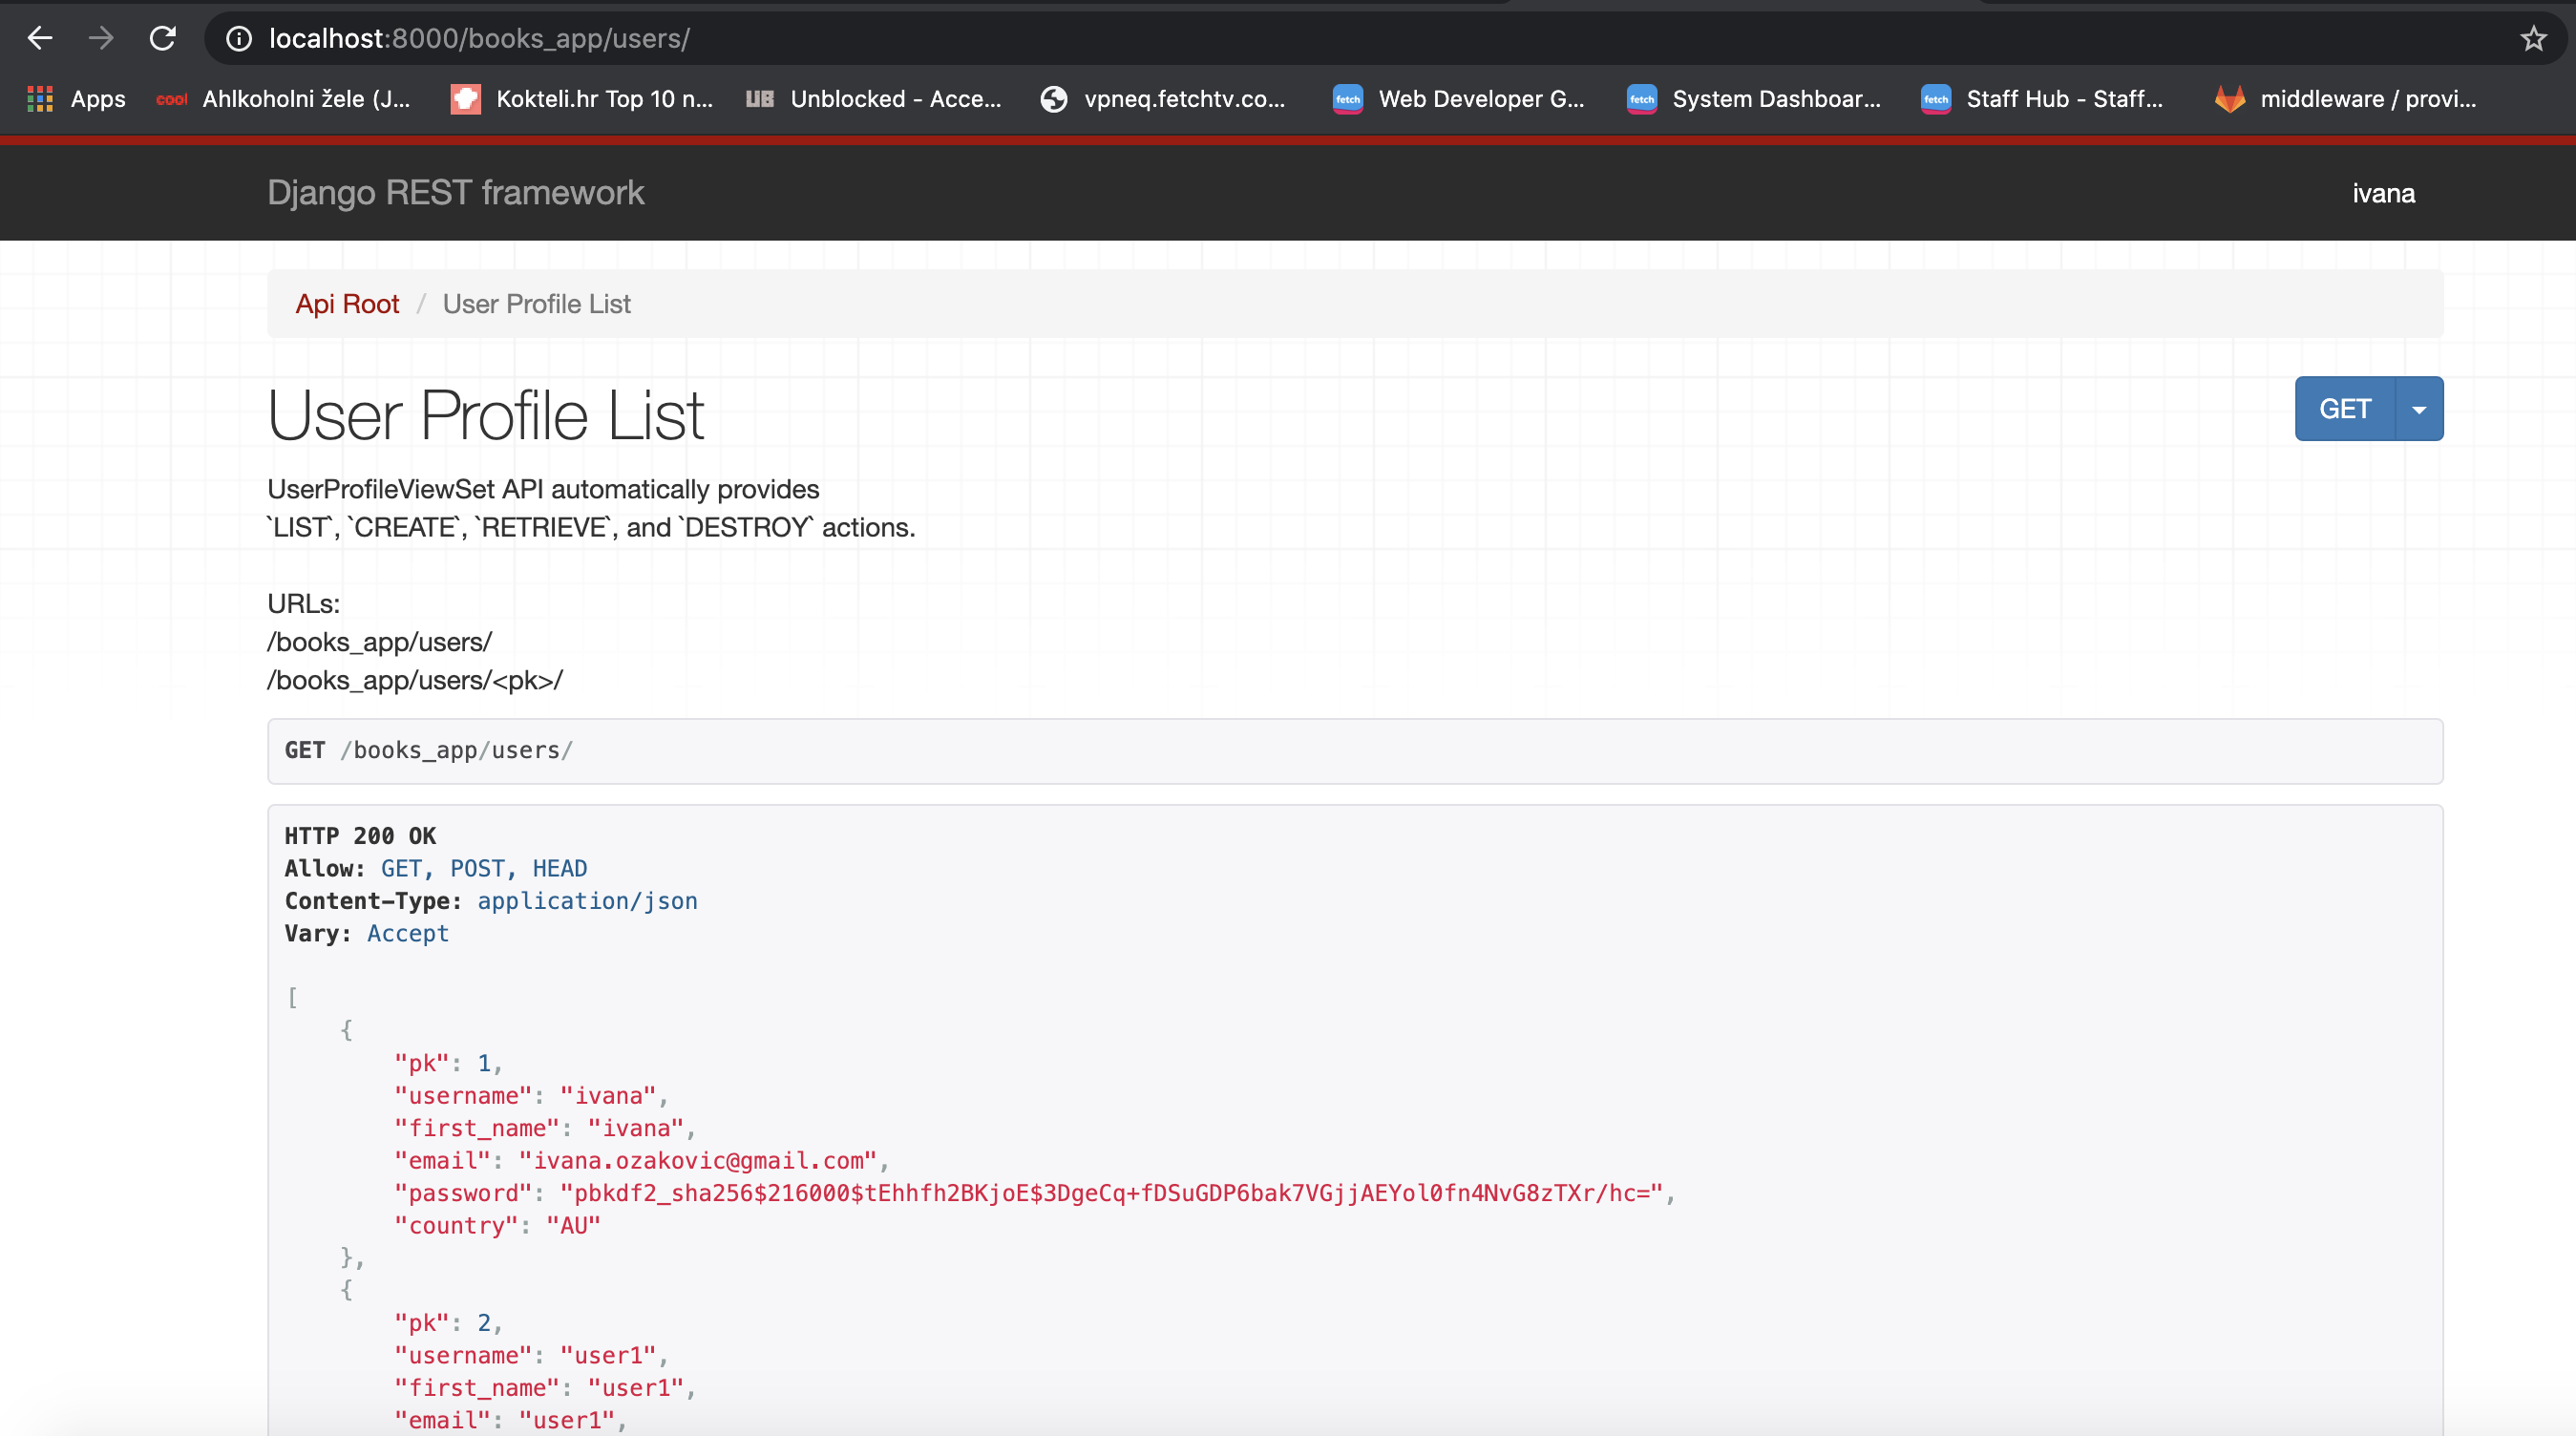 localhost:8000/books_app/users/
Apps
cool
Ahlkoholni žele (J...
Kokteli.hr Top 10 n...
UB
Unblocked - Acce...
vpneq.fetchtv.co...
fetch
Web Developer G...
fetch
System Dashboar...
fetch
Staff Hub - Staff...
middleware / provi...
Django REST framework
ivana
Api Root / User Profile List
User Profile List
GET
UserProfileViewSet API automatically provides
`LIST`, `CREATE`, `RETRIEVE`, and `DESTROY` actions.
URLs:
/books_app/users/
/books_app/users/<pk>/
GET /books_app/users/
HTTP 200 OK
Allow: GET, POST, HEAD
Content-Type: application/json
Vary: Accept
[
{
"pk": 1,
"username": "ivana",
"first_name": "ivana",
"email": "ivana.ozakovic@gmail.com",
"password": "pbkdf2_sha256$216000$tEhhfh2BKjoE$3DgeCq+fDSuGDP6bak7VGjjAEYol0fn4NvG8zTXr/hc=",
"country": "AU"
},
{
"pk": 2,
"username": "user1",
"first_name": "user1",
"email": "user1",